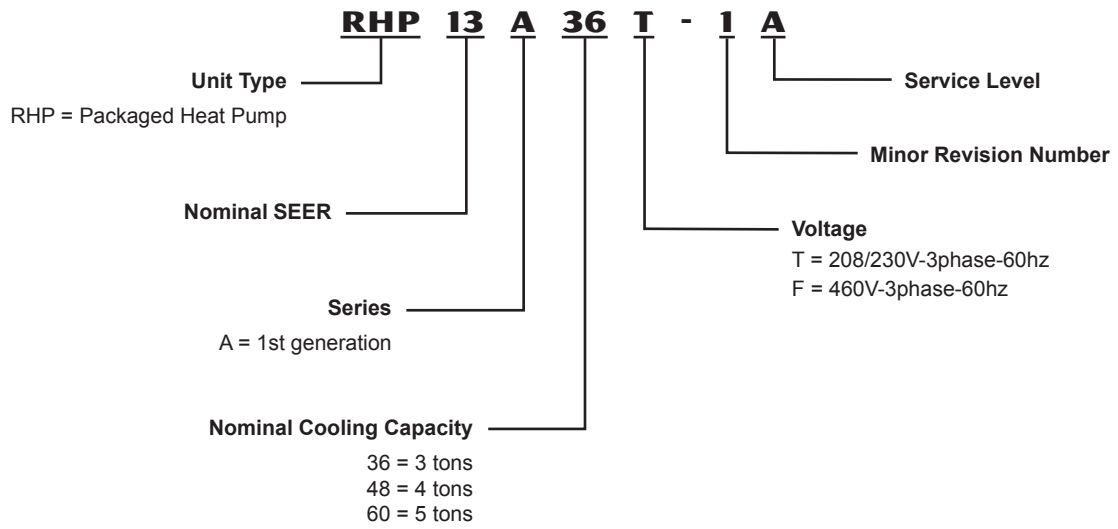 RHP 13 A 36 T - 1 A
Unit Type
RHP = Packaged Heat Pump
Service Level
Minor Revision Number
Nominal SEER
Voltage
T = 208/230V-3phase-60hz
F = 460V-3phase-60hz
Series
A = 1st generation
Nominal Cooling Capacity
36 = 3 tons
48 = 4 tons
60 = 5 tons